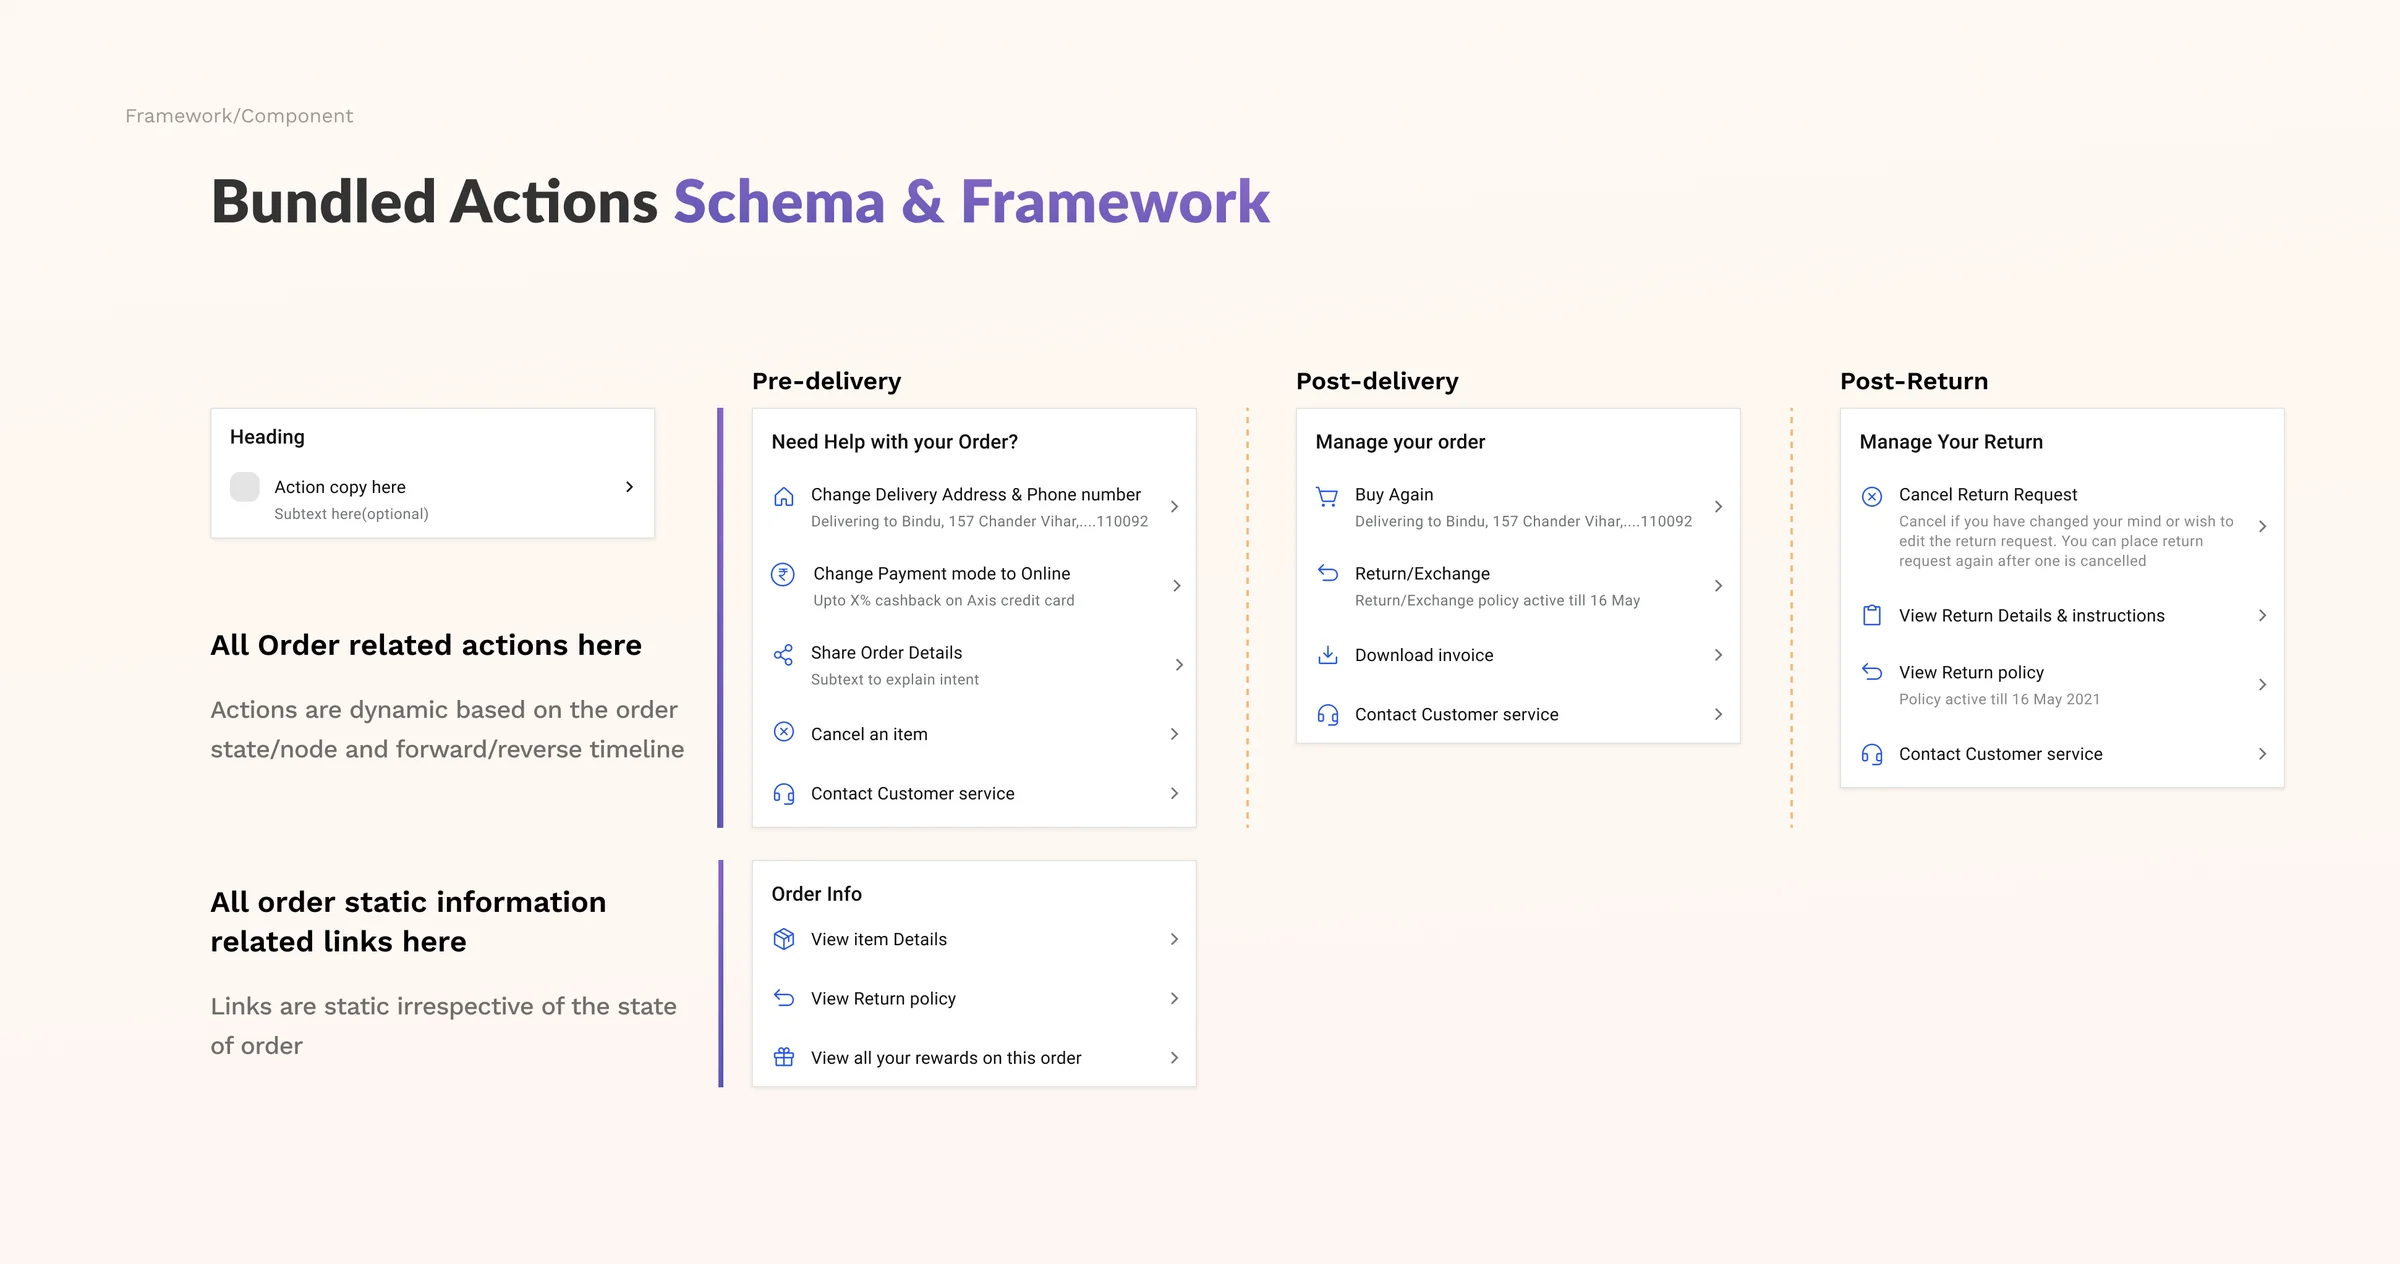 Framework/Component
Bundled Actions Schema & Framework
Heading
Action copy here
Subtext here(optional)
All Order related actions here
Actions are dynamic based on the order
state/node and forward/reverse timeline
Pre-delivery
Need Help with your Order?
Change Delivery Address & Phone number
Delivering to Bindu, 157 Chander Vihar,....110092
Change Payment mode to Online
Upto X% cashback on Axis credit card
Share Order Details
Subtext to explain intent
Cancel an item
Contact Customer service
Post-delivery
Manage your order
Buy Again
Delivering to Bindu, 157 Chander Vihar,....110092
Return/Exchange
Return/Exchange policy active till 16 May
Download invoice
Contact Customer service
Post-Return
Manage Your Return
Cancel Return Request
Cancel if you have changed your mind or wish to
edit the return request. You can place return
request again after one is cancelled
View Return Details & instructions
View Return policy
Policy active till 16 May 2021
Contact Customer service
All order static information
related links here
Links are static irrespective of the state
of order
Order Info
View item Details
View Return policy
View all your rewards on this order